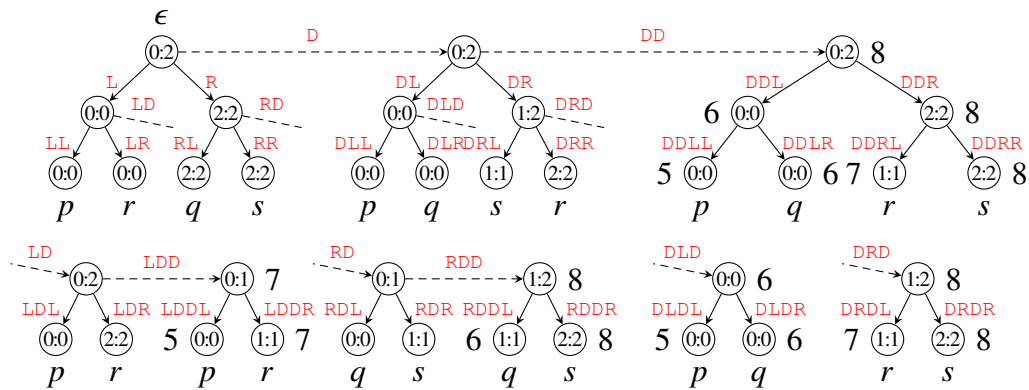 ϵ
0:2 D 0:2 DD 0:2 8
L R DL DR DDL DDR
0:0 LD 2:2 RD 0:0 DLD 1:2 DRD 6 0:0 2:2 8
LL LR RL RR DLL DLR DRL DRR DDLL DDLR DDRL DDRR
0:0 0:0 2:2 2:2 0:0 0:0 1:1 2:2 5 0:0 0:0 6 7 1:1 2:2 8
p r q s p q s r p q r s
LD RD DLD DRD
0:2 LDD 0:1 7 0:1 RDD 1:2 8 0:0 6 1:2 8
LDL LDR LDDL LDDR RDL RDR RDDL RDDR DLDL DLDR DRDL DRDR
0:0 2:2 5 0:0 1:1 7 0:0 1:1 6 1:1 2:2 8 5 0:0 0:0 6 7 1:1 2:2 8
p r p r q s q s p q r s